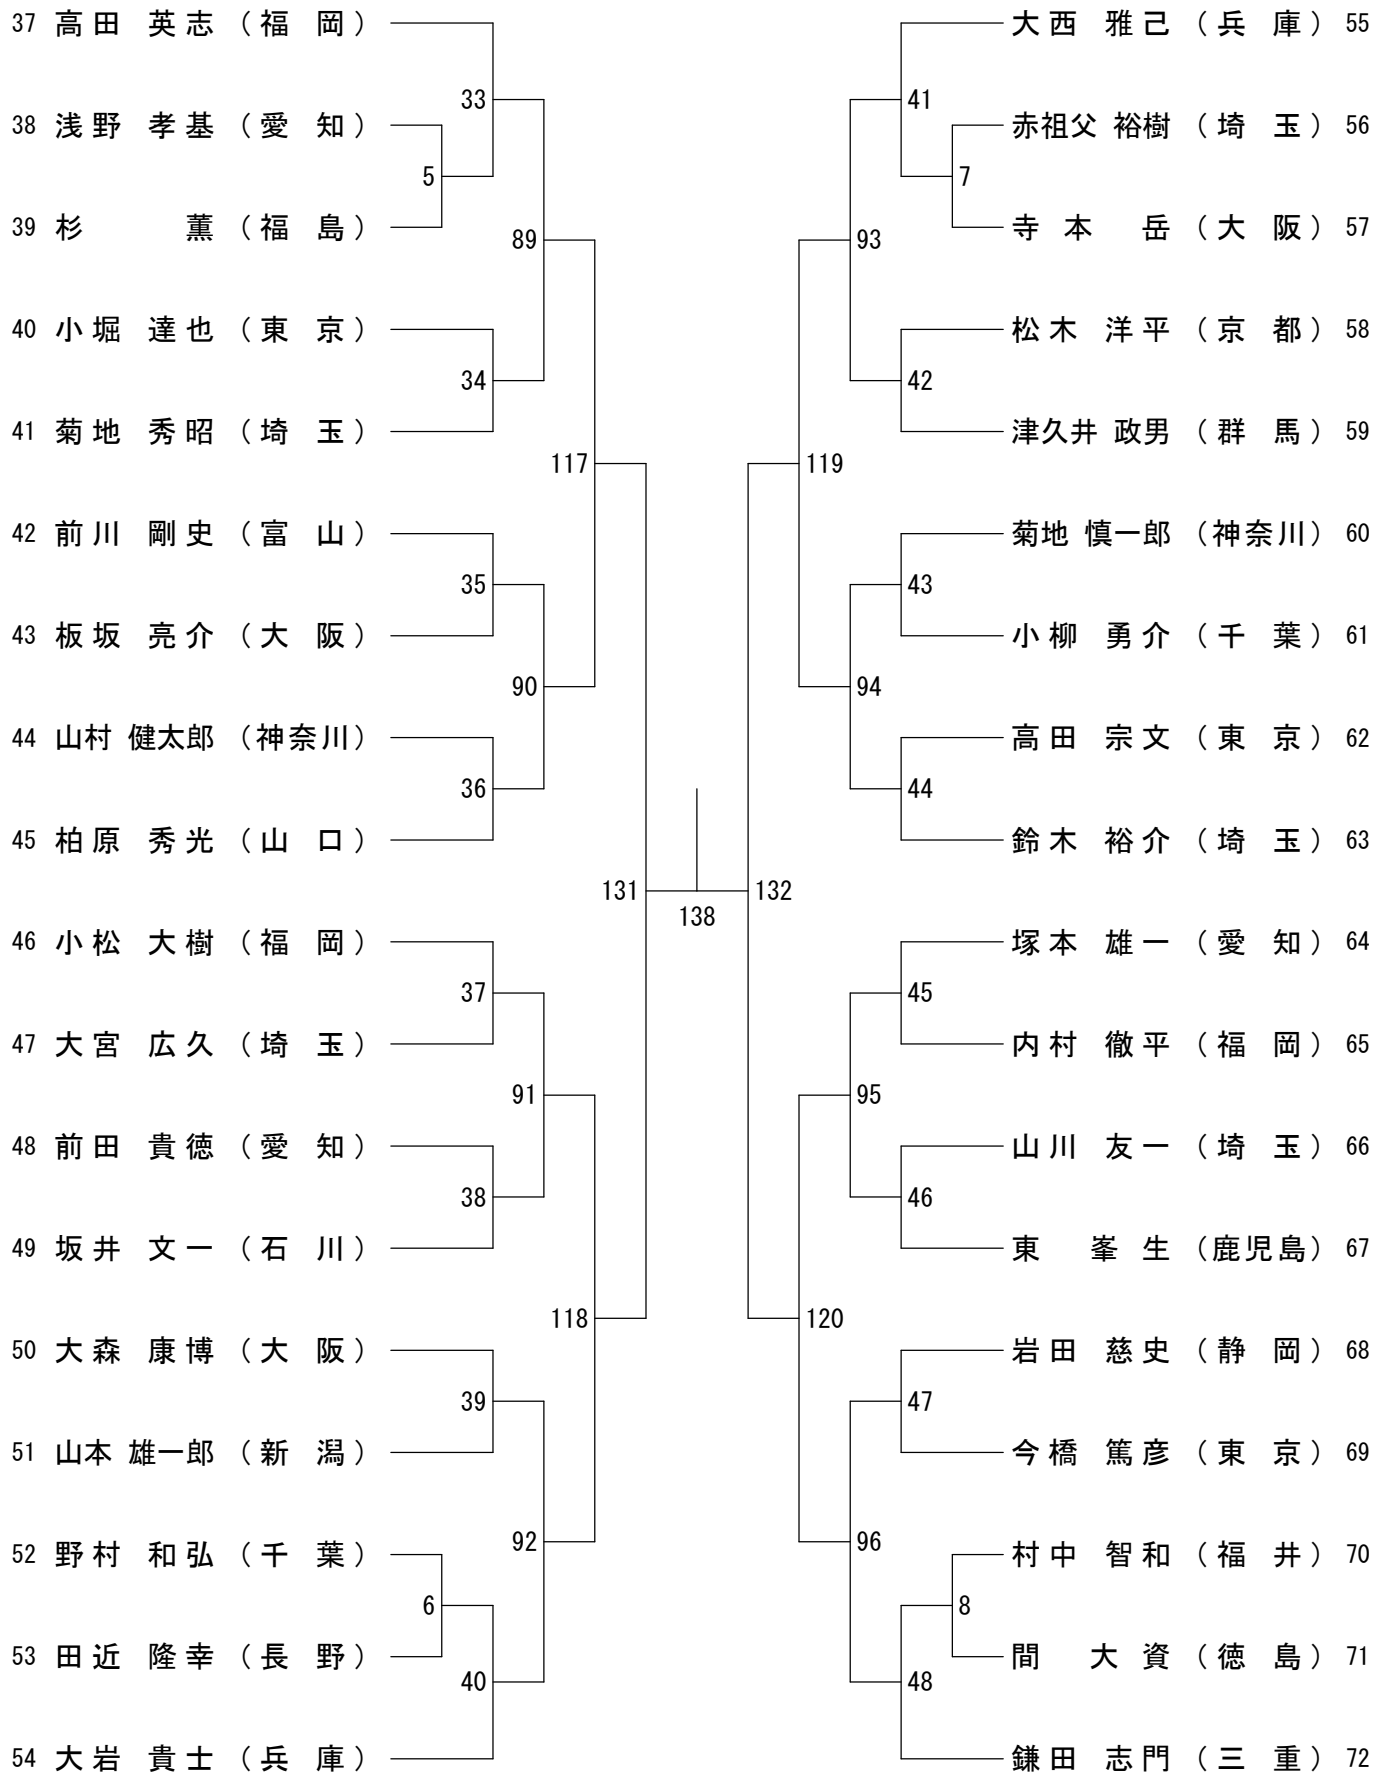 37 高田 英志 (福 岡)
38 浅野 孝基 (愛 知)
39 杉 薫 (福 島)
40 小堀 達也 (東 京)
41 菊地 秀昭 (埼 玉)
42 前川 剛史 (富 山)
43 板坂 亮介 (大 阪)
44 山村 健太郎 (神奈川)
45 柏原 秀光 (山 口)
46 小松 大樹 (福 岡)
47 大宮 広久 (埼 玉)
48 前田 貴徳 (愛 知)
49 坂井 文一 (石 川)
50 大森 康博 (大 阪)
51 山本 雄一郎 (新 潟)
52 野村 和弘 (千 葉)
53 田近 隆幸 (長 野)
54 大岩 貴士 (兵 庫)
5
6
33
34
35
36
37
38
39
40
89
90
91
92
117
118
131
138
132
119
120
93
94
95
96
41
42
43
44
45
46
47
48
7
8
大西 雅己 (兵 庫) 55
赤祖父 裕樹 (埼 玉) 56
寺本 岳 (大 阪) 57
松木 洋平 (京 都) 58
津久井 政男 (群 馬) 59
菊地 慎一郎 (神奈川) 60
小柳 勇介 (千 葉) 61
高田 宗文 (東 京) 62
鈴木 裕介 (埼 玉) 63
塚本 雄一 (愛 知) 64
内村 徹平 (福 岡) 65
山川 友一 (埼 玉) 66
東 峯生 (鹿児島) 67
岩田 慈史 (静 岡) 68
今橋 篤彦 (東 京) 69
村中 智和 (福 井) 70
間 大資 (徳 島) 71
鎌田 志門 (三 重) 72